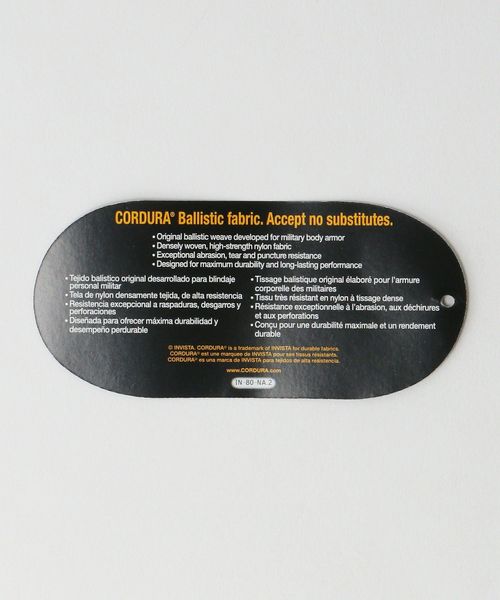 CORDURA® Ballistic fabric. Accept no substitutes.
• Original ballistic weave developed for military body armor
• Densely woven, high-strength nylon fabric
• Exceptional abrasion, tear and puncture resistance
• Designed for maximum durability and long-lasting performance
• Tejido balístico original desarrollado para blindaje
personal militar
• Tela de nylon densamente tejida, de alta resistencia
• Resistencia excepcional a raspaduras, desgarros y
perforaciones
• Diseñada para ofrecer máxima durabilidad y
desempeño perdurable
• Tissage balistique original élaboré pour l'armure
corporelle des militaires
• Tissu très résistant en nylon à tissage dense
• Résistance exceptionnelle à l'abrasion, aux déchirures
et aux perforations
• Conçu pour une durabilité maximale et un rendement
durable
© INVISTA. CORDURA® is a trademark of INVISTA for durable fabrics.
CORDURA® est une marque de INVISTA pour ses tissus résistants.
CORDURA® es una marca de INVISTA para tejidos de alta resistencia.
www.CORDURA.com
IN-80-NA.2